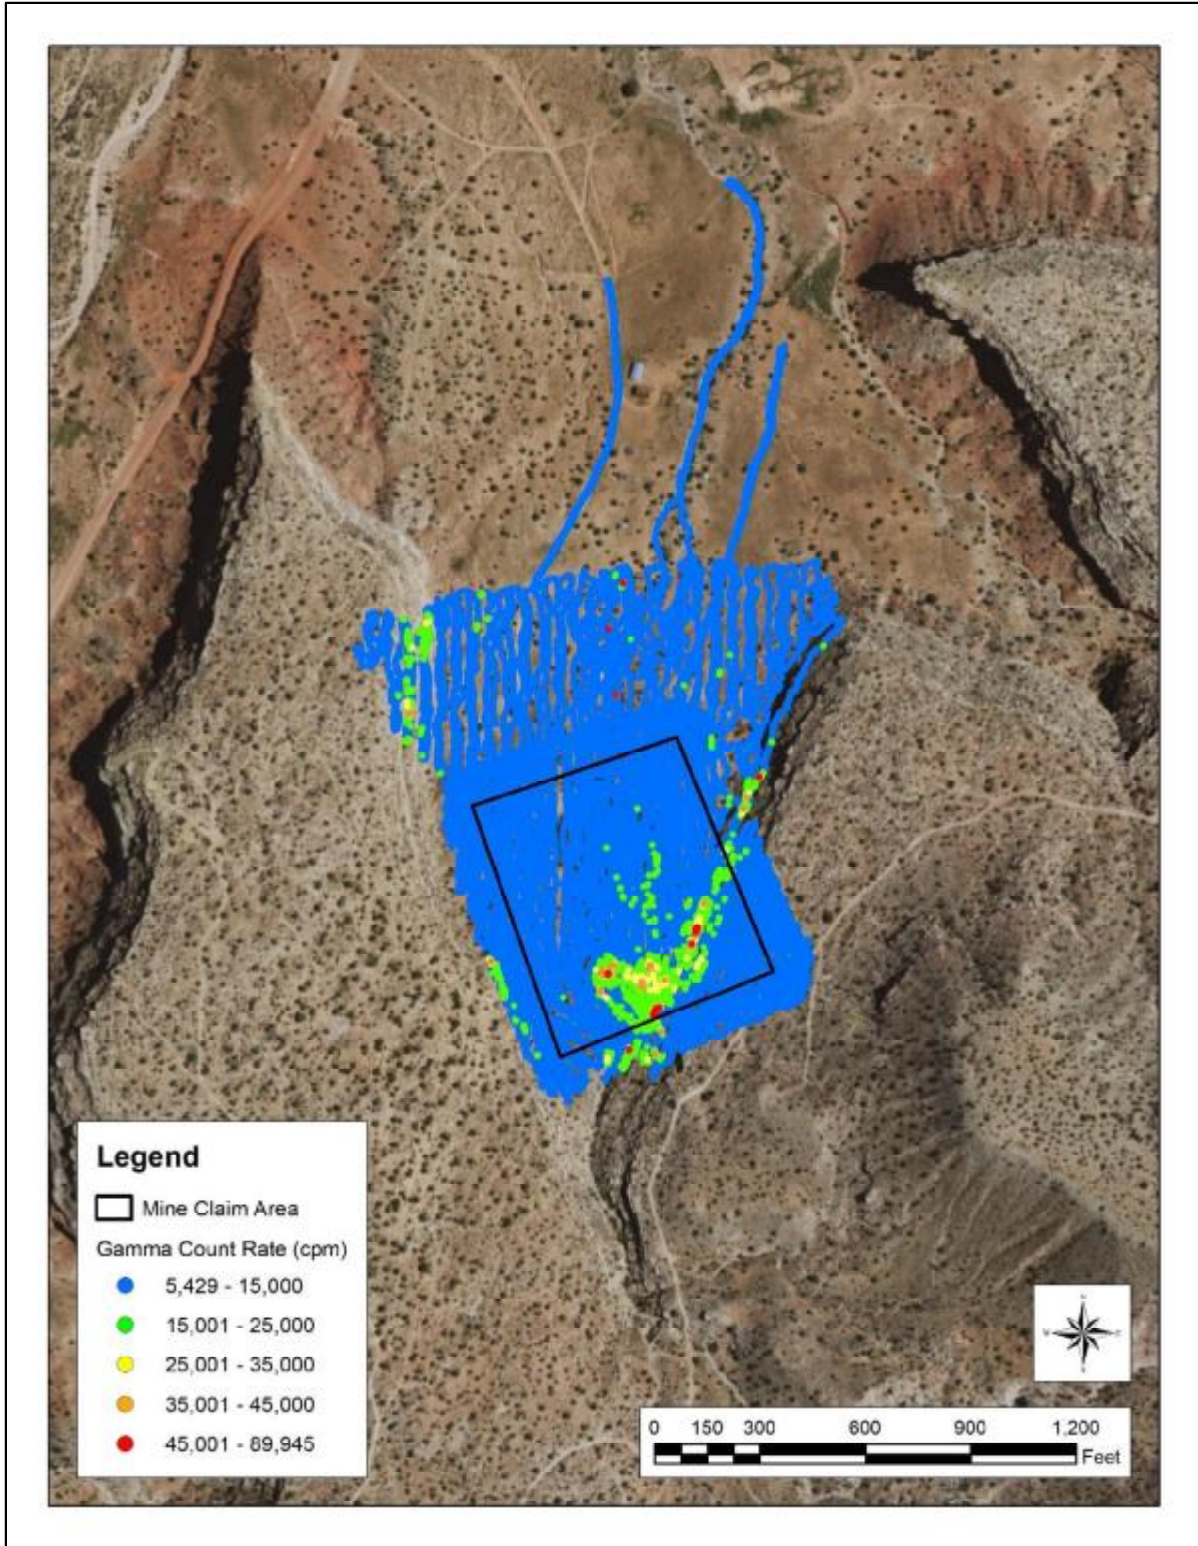 Legend
Mine Claim Area
Gamma Count Rate (cpm)
5,429 - 15,000
15,001 - 25,000
25,001 - 35,000
35,001 - 45,000
45,001 - 89,945
0 150 300 600 900 1,200
Feet